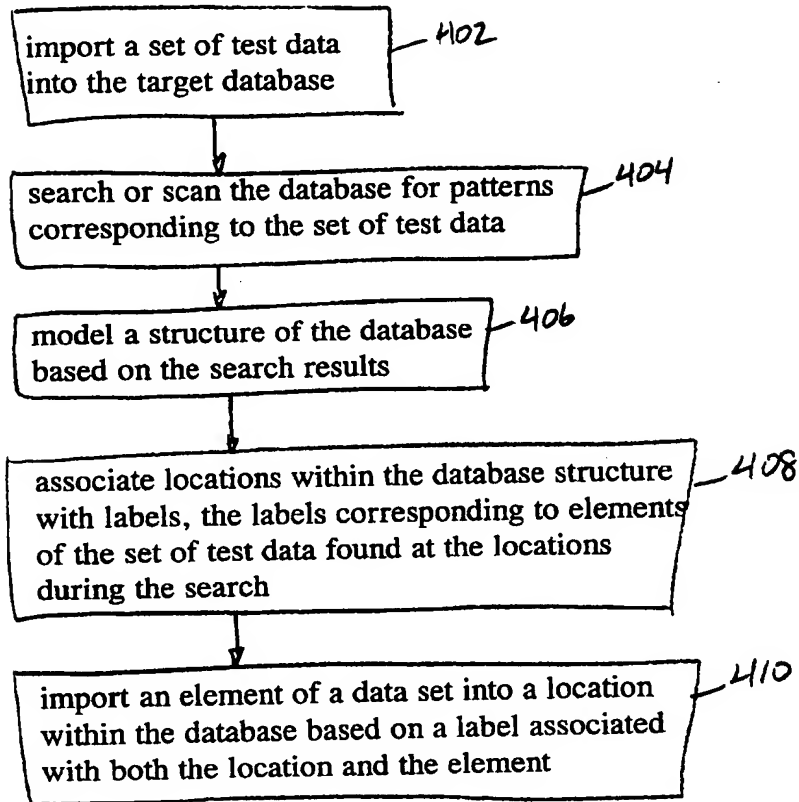 import a set of test data
into the target database
402
search or scan the database for patterns
corresponding to the set of test data
404
model a structure of the database
based on the search results
406
associate locations within the database structure
with labels, the labels corresponding to elements
of the set of test data found at the locations
during the search
408
import an element of a data set into a location
within the database based on a label associated
with both the location and the element
410